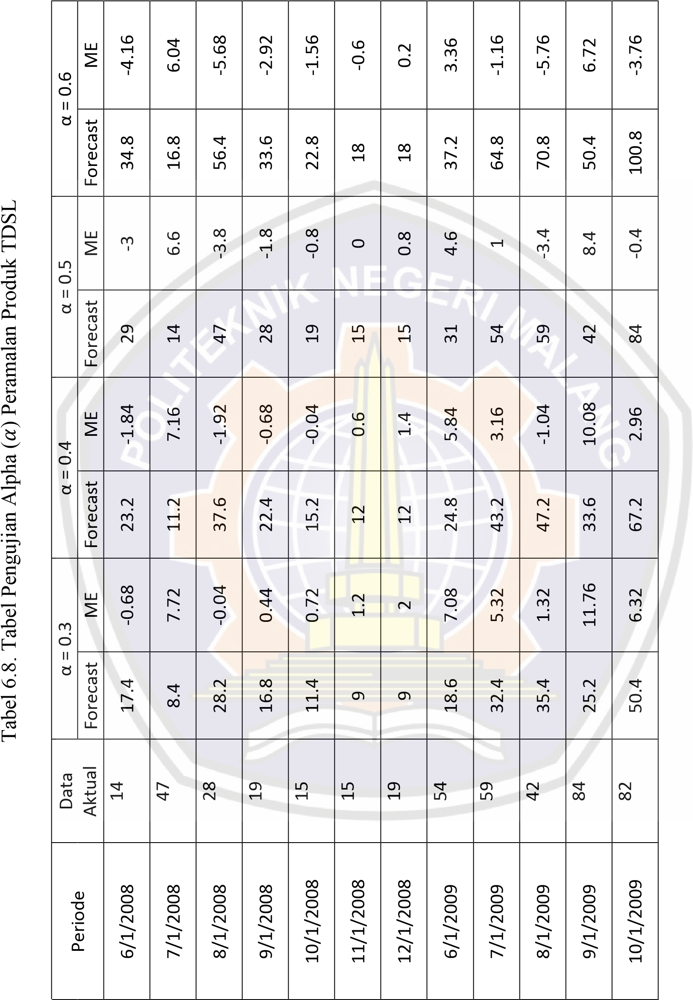 Tabel 6.8. Tabel Pengujian Alpha (α) Peramalan Produk TDSL
Periode Data Aktual α = 0.3 α = 0.4 α = 0.5 α = 0.6
Forecast ME Forecast ME Forecast ME Forecast ME
6/1/2008 14 17.4 -0.68 23.2 -1.84 29 -3 34.8 -4.16
7/1/2008 47 8.4 7.72 11.2 7.16 14 6.6 16.8 6.04
8/1/2008 28 28.2 -0.04 37.6 -1.92 47 -3.8 56.4 -5.68
9/1/2008 19 16.8 0.44 22.4 -0.68 28 -1.8 33.6 -2.92
10/1/2008 15 11.4 0.72 15.2 -0.04 19 -0.8 22.8 -1.56
11/1/2008 15 9 1.2 12 0.6 15 0 18 -0.6
12/1/2008 19 9 2 12 1.4 15 0.8 18 0.2
6/1/2009 54 18.6 7.08 24.8 5.84 31 4.6 37.2 3.36
7/1/2009 59 32.4 5.32 43.2 3.16 54 1 64.8 -1.16
8/1/2009 42 35.4 1.32 47.2 -1.04 59 -3.4 70.8 -5.76
9/1/2009 84 25.2 11.76 33.6 10.08 42 8.4 50.4 6.72
10/1/2009 82 50.4 6.32 67.2 2.96 84 -0.4 100.8 -3.76
POLITEKNIK NEGERI MALANG